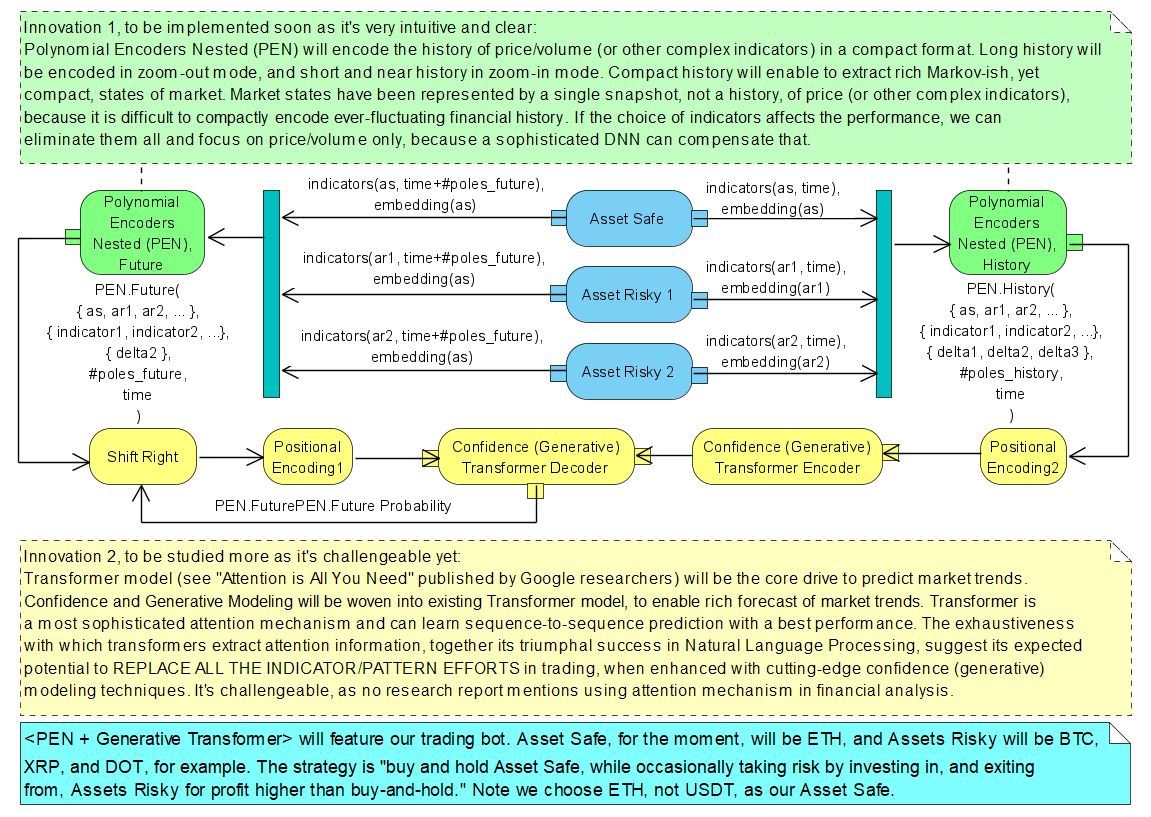 Innovation 1, to be implemented soon as it's very intuitive and clear:
Polynomial Encoders Nested (PEN) will encode the history of price/volume (or other complex indicators) in a compact format. Long history will
be encoded in zoom-out mode, and short and near history in zoom-in mode. Compact history will enable to extract rich Markov-ish, yet
compact, states of market. Market states have been represented by a single snapshot, not a history, of price (or other complex indicators),
because it is difficult to compactly encode ever-fluctuating financial history. If the choice of indicators affects the performance, we can
eliminate them all and focus on price/volume only, because a sophisticated DNN can compensate that.
Polynomial
Encoders
Nested (PEN),
Future
indicators(as, time+#poles_future),
embedding(as)
Asset Safe
indicators(as, time),
embedding(as)
Polynomial
Encoders
Nested (PEN),
History
indicators(ar1, time+#poles_future),
embedding(as)
Asset Risky 1
indicators(ar1, time),
embedding(ar1)
indicators(ar2, time+#poles_future),
embedding(as)
Asset Risky 2
indicators(ar2, time),
embedding(ar2)
PEN.Future(
{ as, ar1, ar2, ... },
{ indicator1, indicator2, ...},
{ delta2 },
#poles_future,
time
)
PEN.History(
{ as, ar1, ar2, ... },
{ indicator1, indicator2, ...},
{ delta1, delta2, delta3 },
#poles_history,
time
)
Shift Right
Positional
Encoding1
Confidence (Generative)
Transformer Decoder
Confidence (Generative)
Transformer Encoder
Positional
Encoding2
PEN.FuturePEN.Future Probability
Innovation 2, to be studied more as it's challengeable yet:
Transformer model (see "Attention is All You Need" published by Google researchers) will be the core drive to predict market trends.
Confidence and Generative Modeling will be woven into existing Transformer model, to enable rich forecast of market trends. Transformer is
a most sophisticated attention mechanism and can learn sequence-to-sequence prediction with a best performance. The exhaustiveness
with which transformers extract attention information, together its triumphal success in Natural Language Processing, suggest its expected
potential to REPLACE ALL THE INDICATOR/PATTERN EFFORTS in trading, when enhanced with cutting-edge confidence (generative)
modeling techniques. It's challengeable, as no research report mentions using attention mechanism in financial analysis.
<PEN + Generative Transformer> will feature our trading bot. Asset Safe, for the moment, will be ETH, and Assets Risky will be BTC,
XRP, and DOT, for example. The strategy is "buy and hold Asset Safe, while occasionally taking risk by investing in, and exiting
from, Assets Risky for profit higher than buy-and-hold." Note we choose ETH, not USDT, as our Asset Safe.